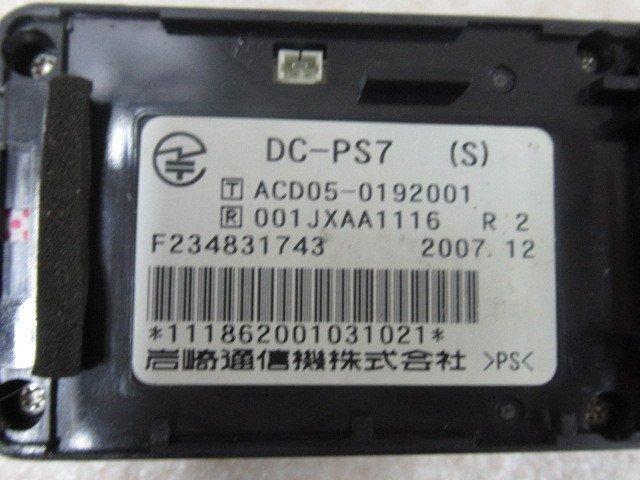 DC-PS7 (S)
T ACD05-0192001
R 001JXAA1116 R 2
F234831743 2007.12
*111862001031021*
岩崎通信機株式会社 >PS<